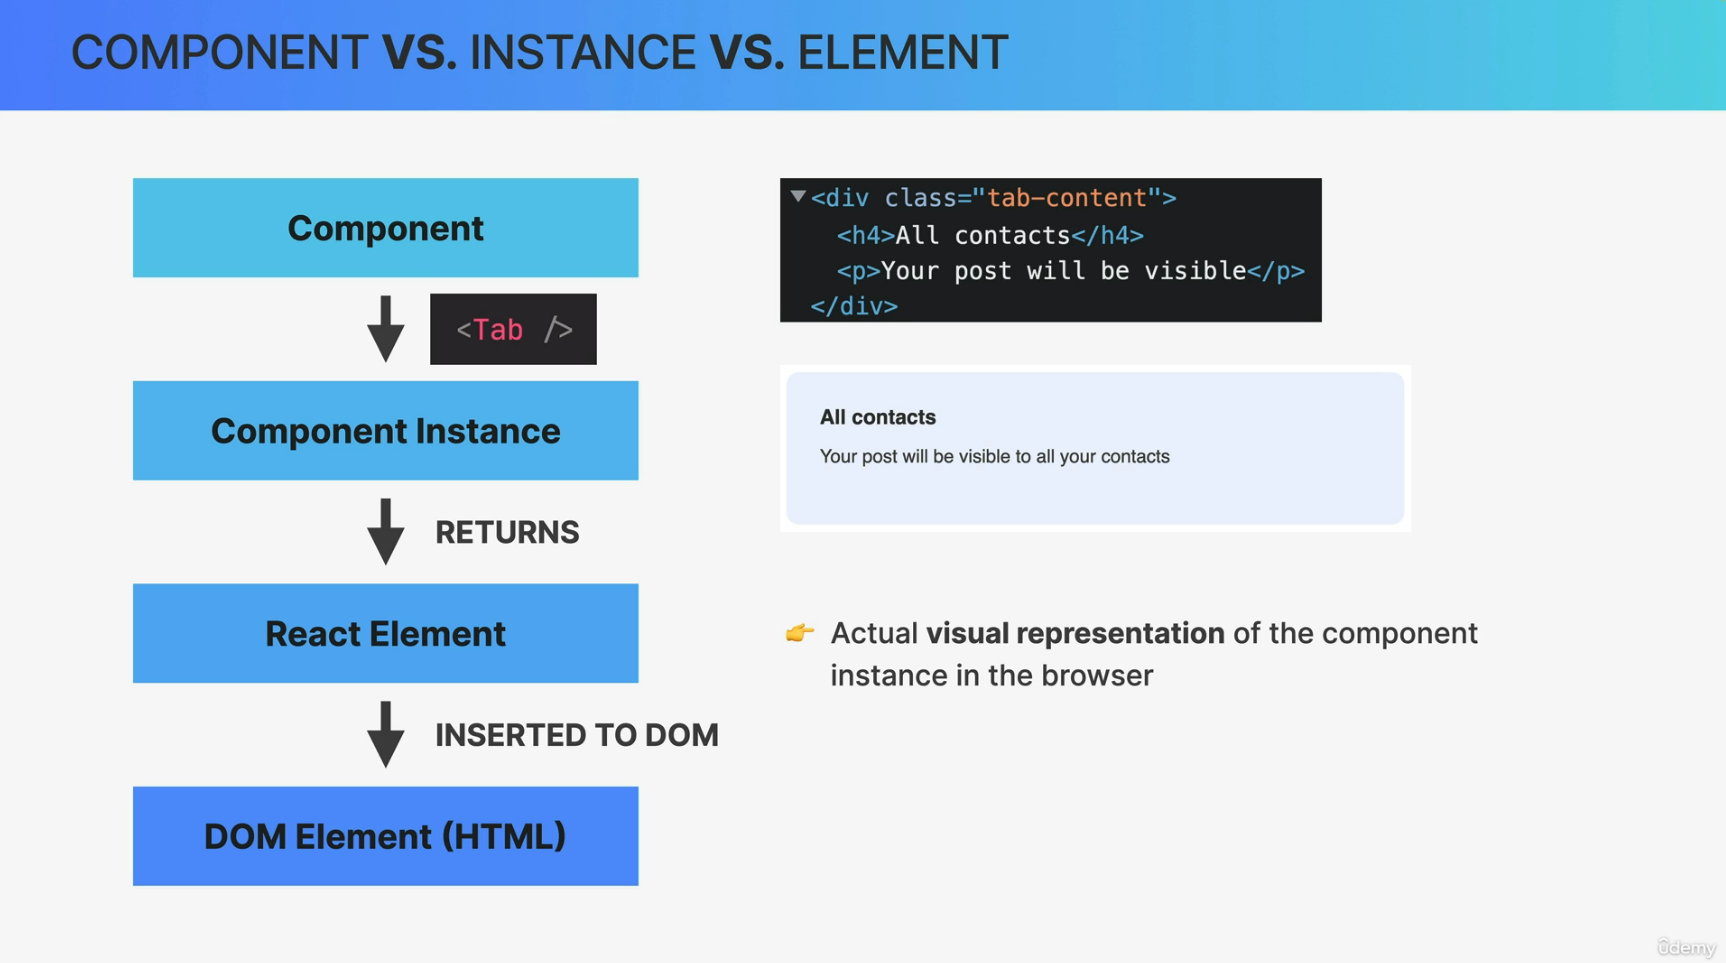 COMPONENT VS. INSTANCE VS. ELEMENT
Component
<Tab />
Component Instance
RETURNS
React Element
INSERTED TO DOM
DOM Element (HTML)
<div class="tab-content">
<h4>All contacts</h4>
<p>Your post will be visible</p>
</div>
All contacts
Your post will be visible to all your contacts
👉 Actual visual representation of the component
instance in the browser
ûdemy